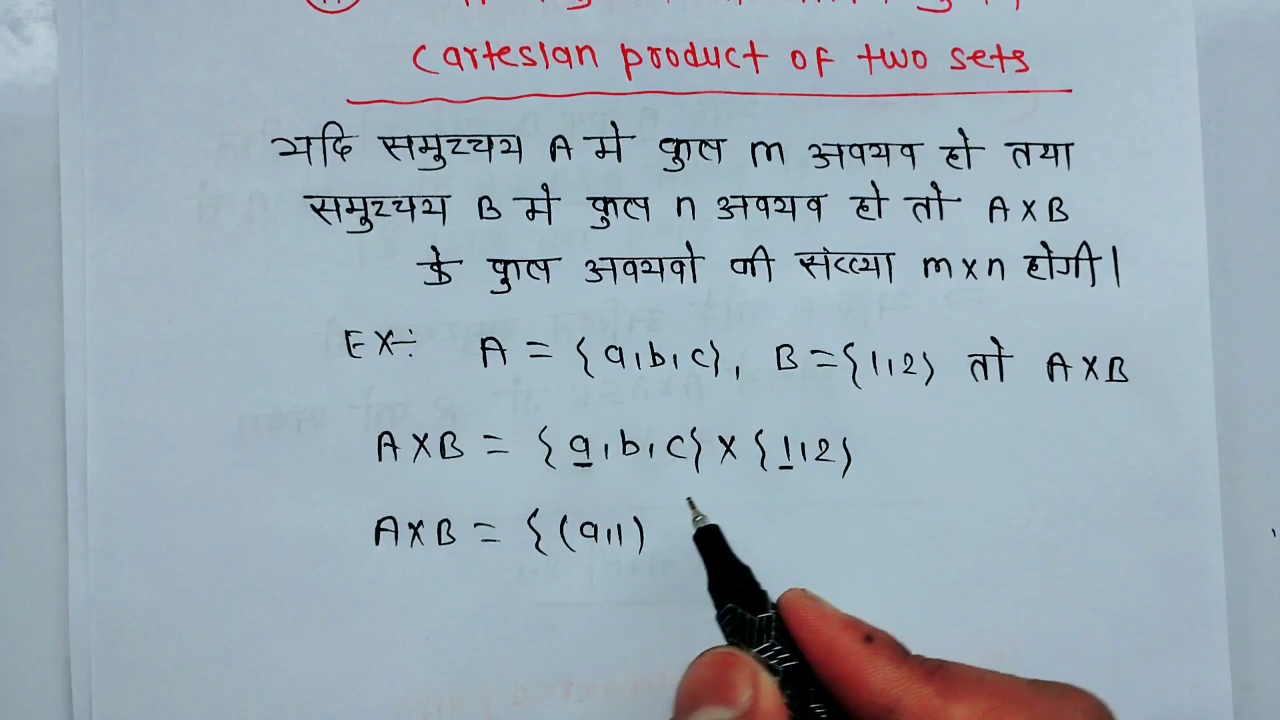 cartesian product of two sets
यदि समुच्चय A मे कुल m अवयव हो तथा
समुच्चय B मे कुल n अवयव हो तो A×B
के कुल अवयवो की संख्या m×n होगी।
Ex÷ A = {a,b,c}, B={1,2} तो A×B
A×B = {a,b,c}×{1,2}
A×B = {(a,1)